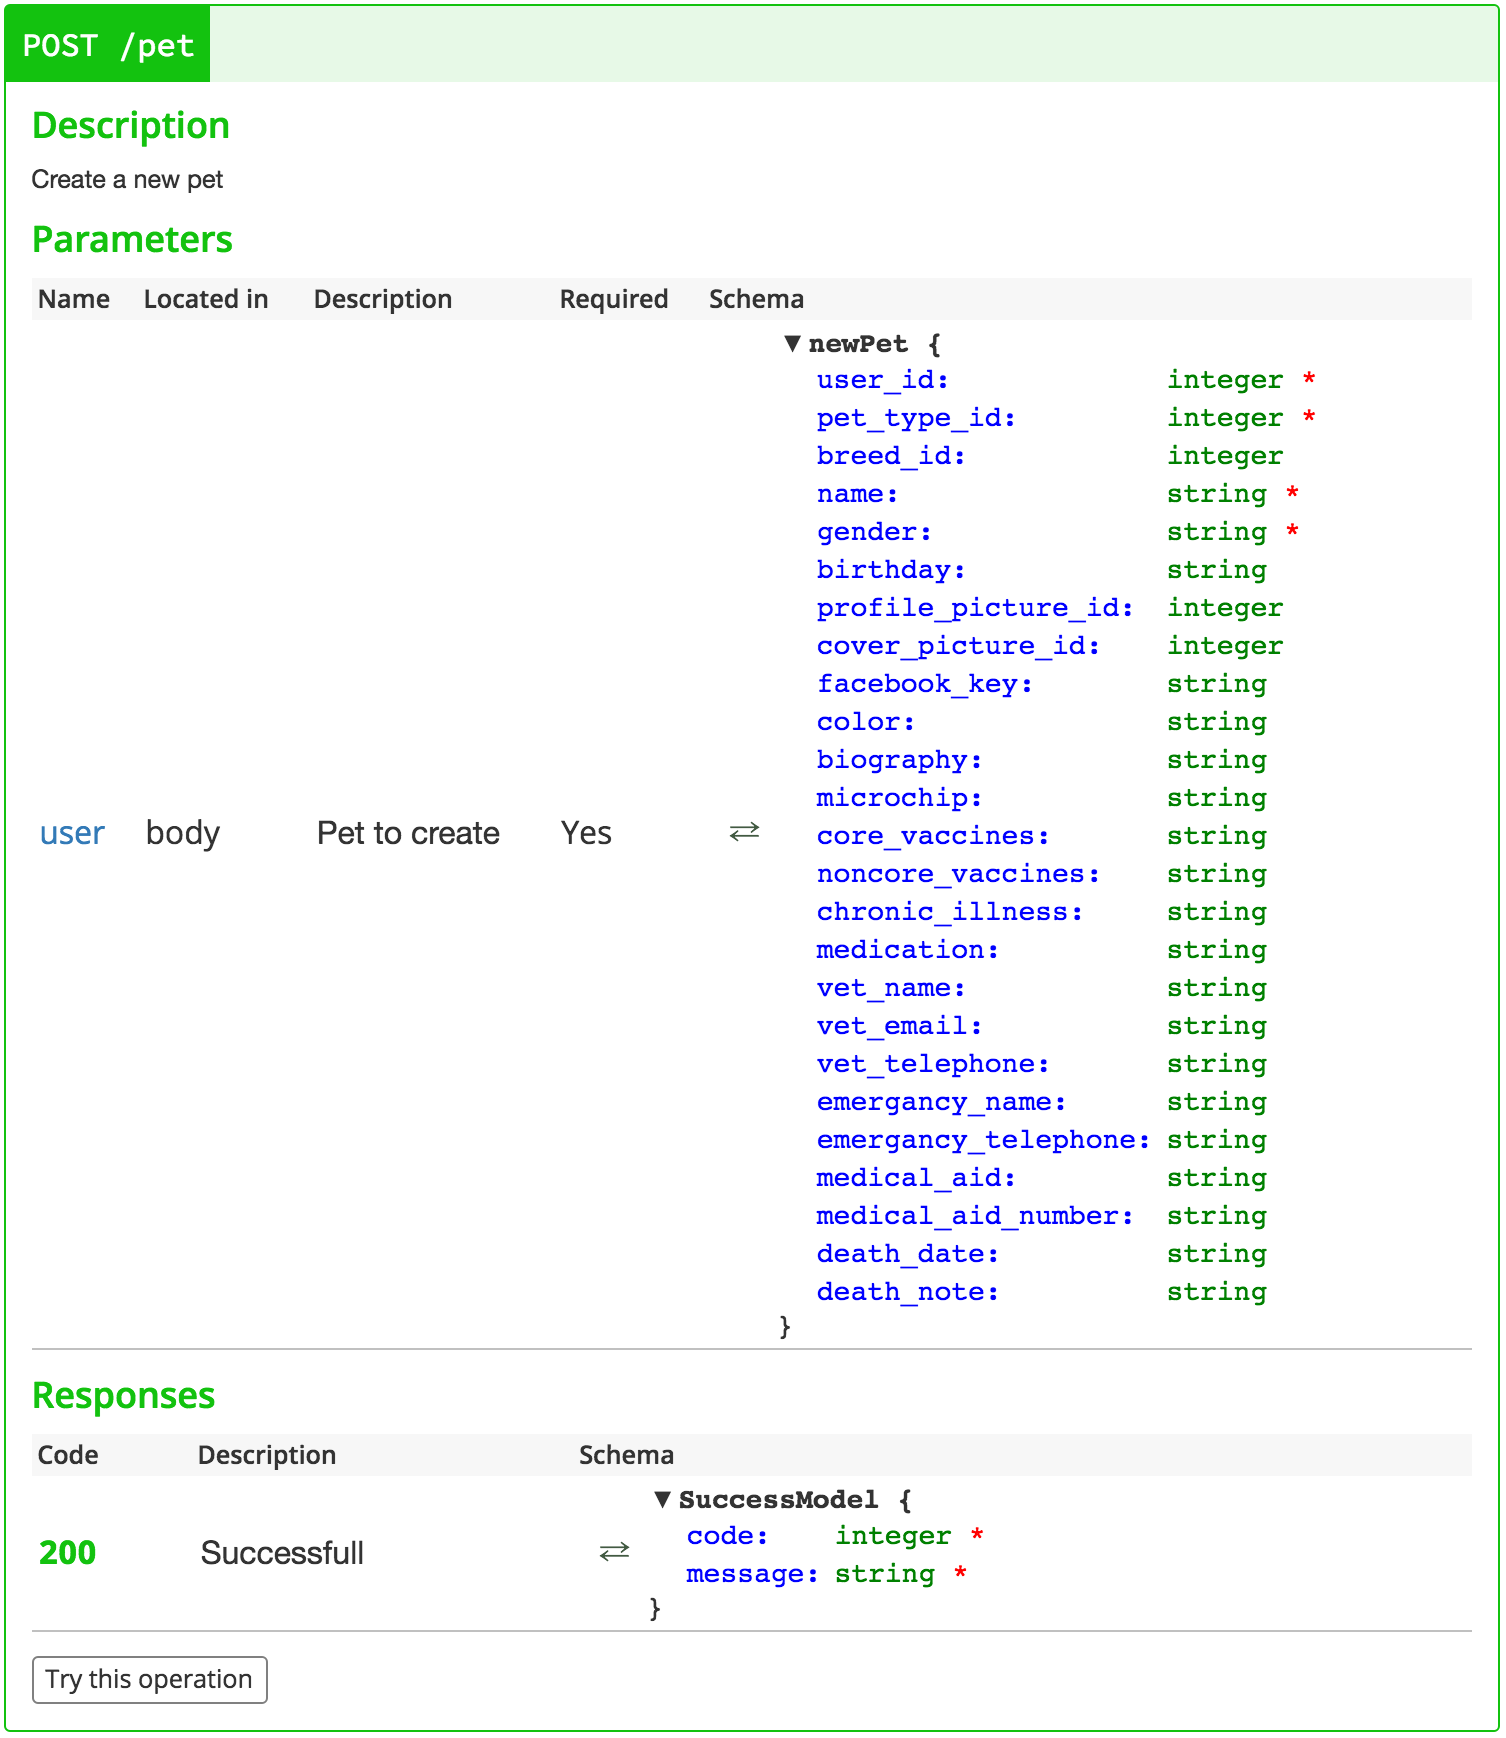 POST /pet
Description
Create a new pet
Parameters
Name Located in Description Required Schema
▼ newPet {
user_id: integer *
pet_type_id: integer *
breed_id: integer
name: string *
gender: string *
birthday: string
profile_picture_id: integer
cover_picture_id: integer
facebook_key: string
color: string
biography: string
microchip: string
user body Pet to create Yes ⇄ core_vaccines: string
noncore_vaccines: string
chronic_illness: string
medication: string
vet_name: string
vet_email: string
vet_telephone: string
emergancy_name: string
emergancy_telephone: string
medical_aid: string
medical_aid_number: string
death_date: string
death_note: string
}
Responses
Code Description Schema
▼ SuccessModel {
code: integer *
200 Successfull ⇄
message: string *
}
Try this operation